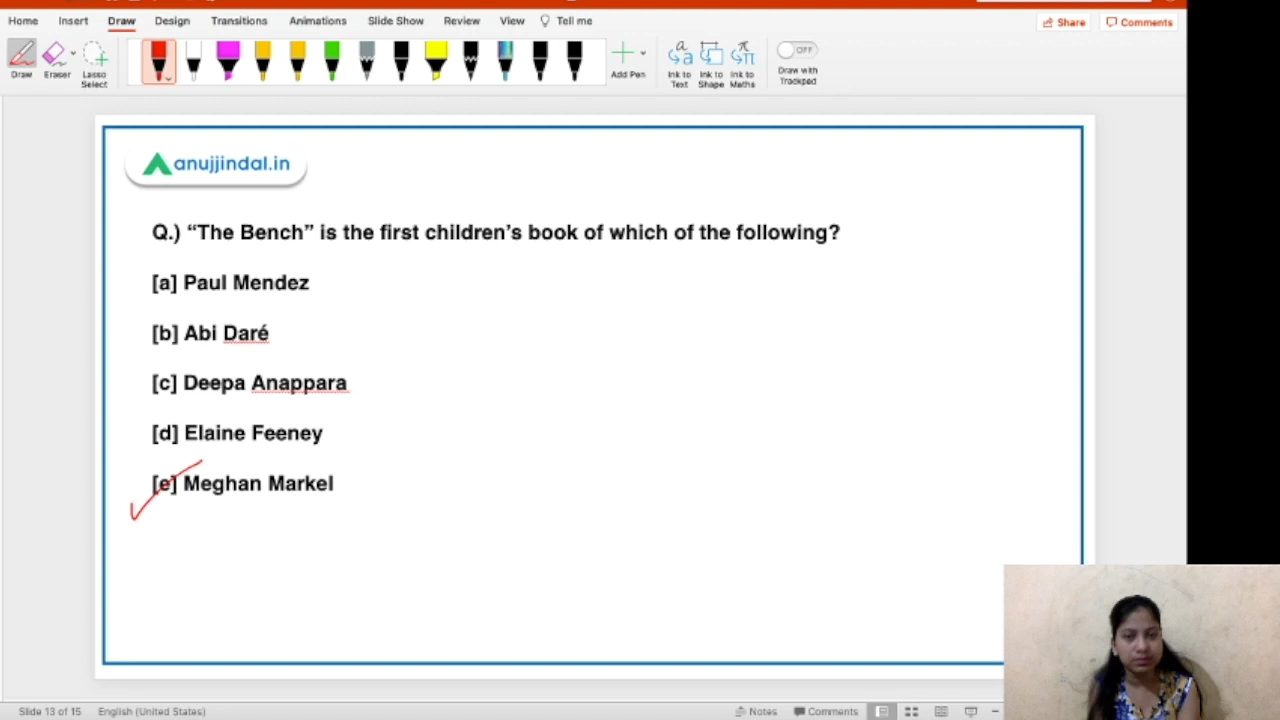 Home Insert Draw Design Transitions Animations Slide Show Review View Tell me Share Comments
Draw Eraser Lasso Select Add Pen Ink to Text Ink to Shape Ink to Maths OFF Draw with Trackpad
anujjindal.in
Q.) “The Bench” is the first children’s book of which of the following?
[a] Paul Mendez
[b] Abi Daré
[c] Deepa Anappara
[d] Elaine Feeney
[e] Meghan Markel
Slide 13 of 15 English (United States) Notes Comments